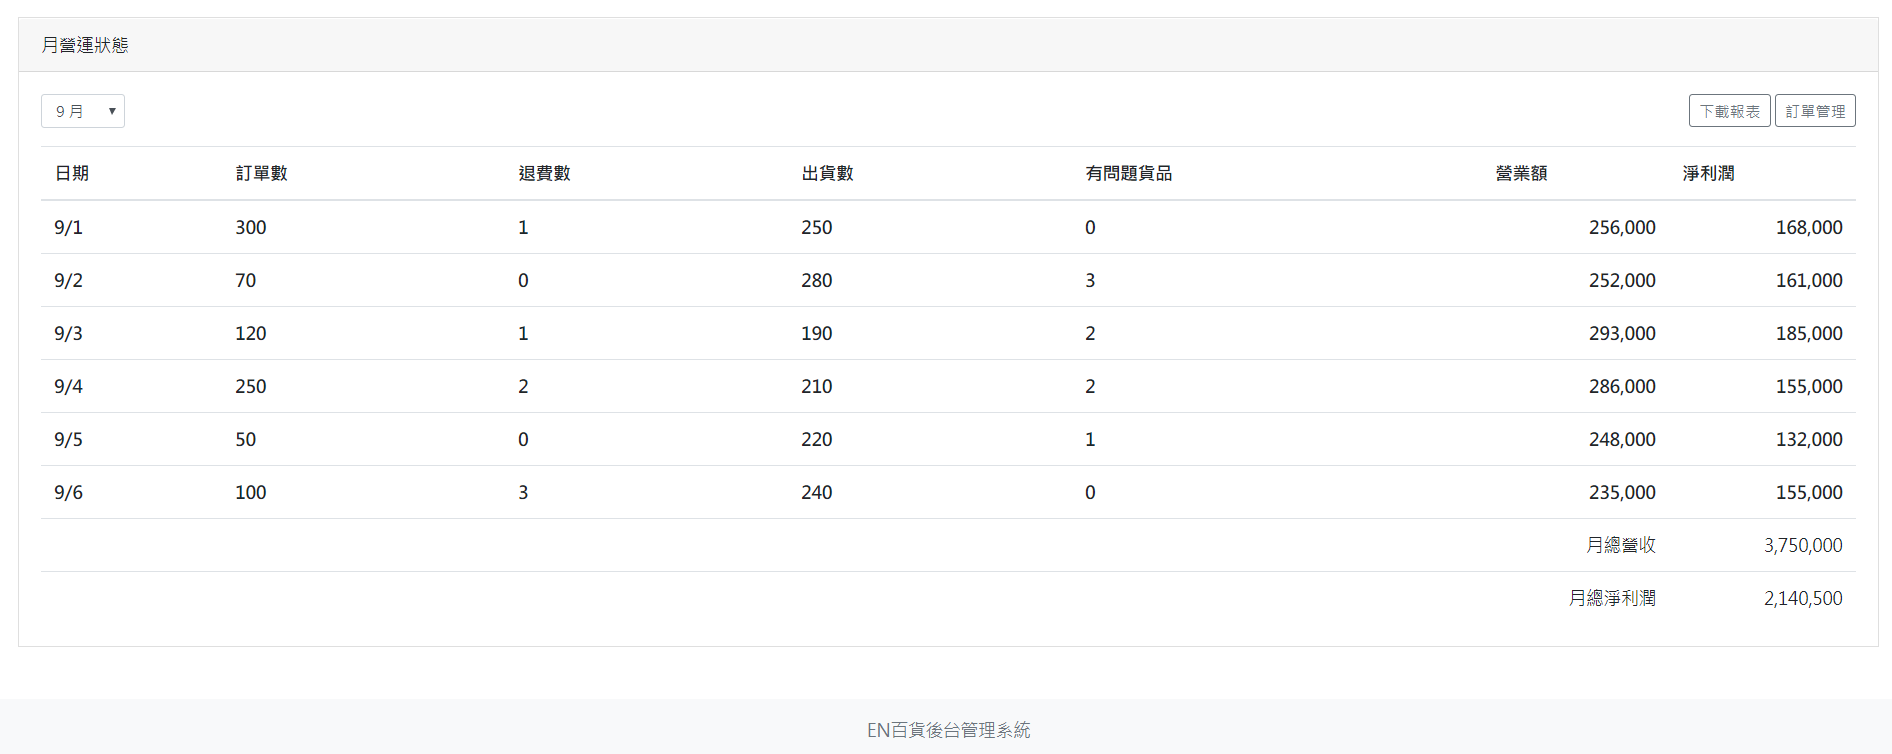 月營運狀態
9 月
下載報表 訂單管理
日期 訂單數 退費數 出貨數 有問題貨品 營業額 淨利潤
9/1 300 1 250 0 256,000 168,000
9/2 70 0 280 3 252,000 161,000
9/3 120 1 190 2 293,000 185,000
9/4 250 2 210 2 286,000 155,000
9/5 50 0 220 1 248,000 132,000
9/6 100 3 240 0 235,000 155,000
月總營收 3,750,000
月總淨利潤 2,140,500
EN百貨後台管理系統